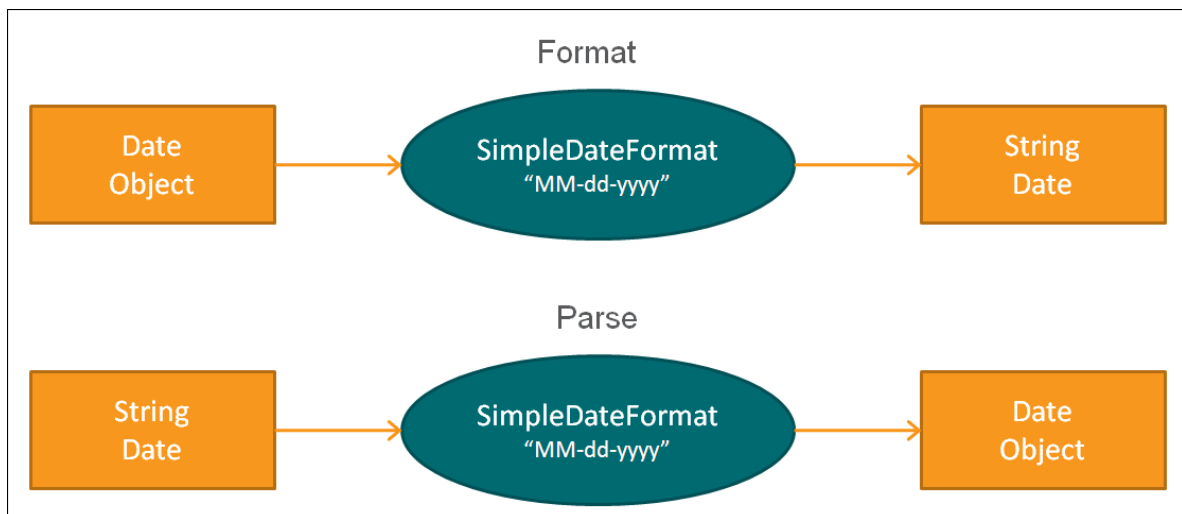 Format
Date
Object
SimpleDateFormat
“MM-dd-yyyy”
String
Date
Parse
String
Date
SimpleDateFormat
“MM-dd-yyyy”
Date
Object